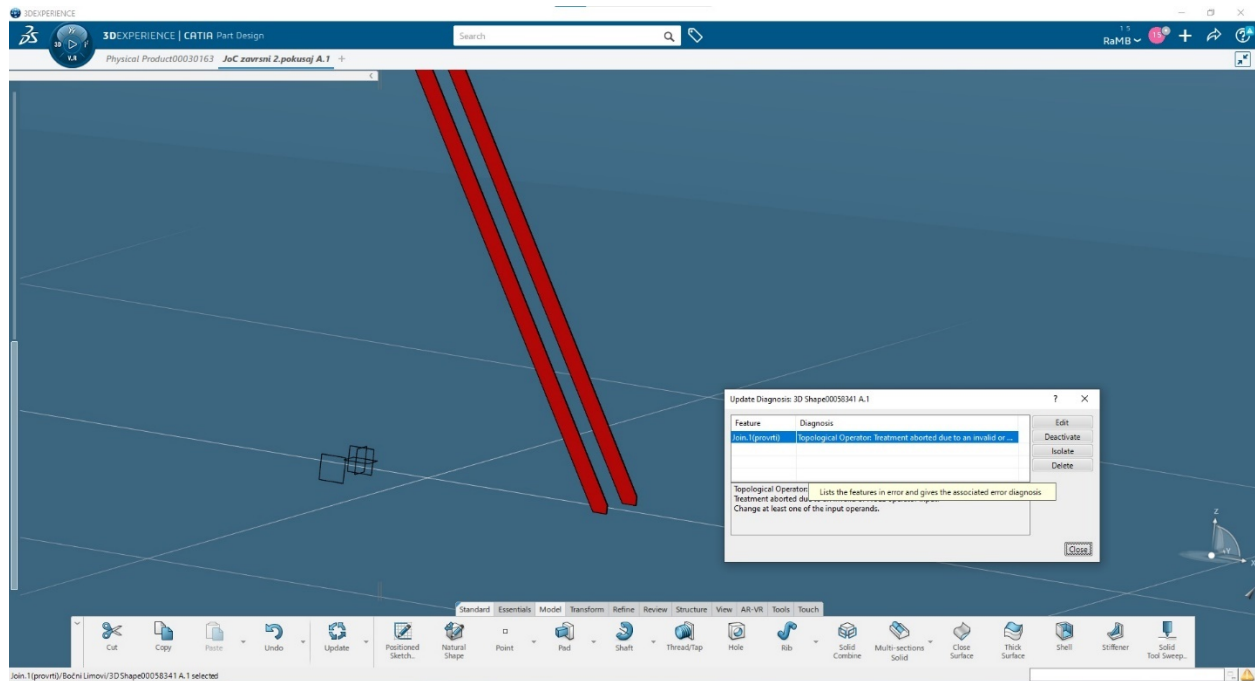 3DEXPERIENCE
3DEXPERIENCE | CATIA Part Design
Search
1 5
RaMB
Physical Product00030163 JoC zavrsni 2.pokusaj A.1 +
Update Diagnosis: 3D Shape00058341 A.1
Feature Diagnosis
Join.1(provrti) Topological Operator: Treatment aborted due to an invalid or ...
Edit
Deactivate
Isolate
Delete
Topological Operator:
Lists the features in error and gives the associated error diagnosis
Treatment aborted
Change at least one of the input operands.
Close
Z
Y
X
Standard Essentials Model Transform Refine Review Structure View AR-VR Tools Touch
Cut Copy Paste Undo Update Positioned Sketch... Natural Shape Point Pad Shaft Thread/Tap Hole Rib Solid Combine Multi-sections Solid Close Surface Thick Surface Shell Stiffener Solid Tool Sweep...
Join.1(provrti)/Bočni Limovi/3D Shape00058341 A.1 selected